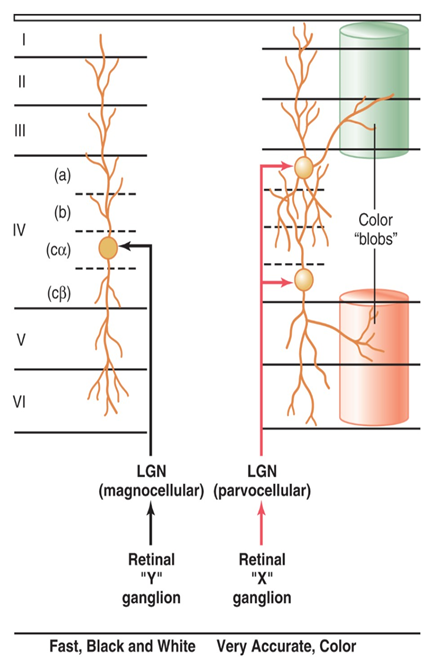 I
II
III
(a)
(b)
IV
(cα)
(cβ)
V
VI
Color
"blobs"
LGN
(magnocellular)
LGN
(parvocellular)
Retinal
"Y"
ganglion
Retinal
"X"
ganglion
Fast, Black and White
Very Accurate, Color